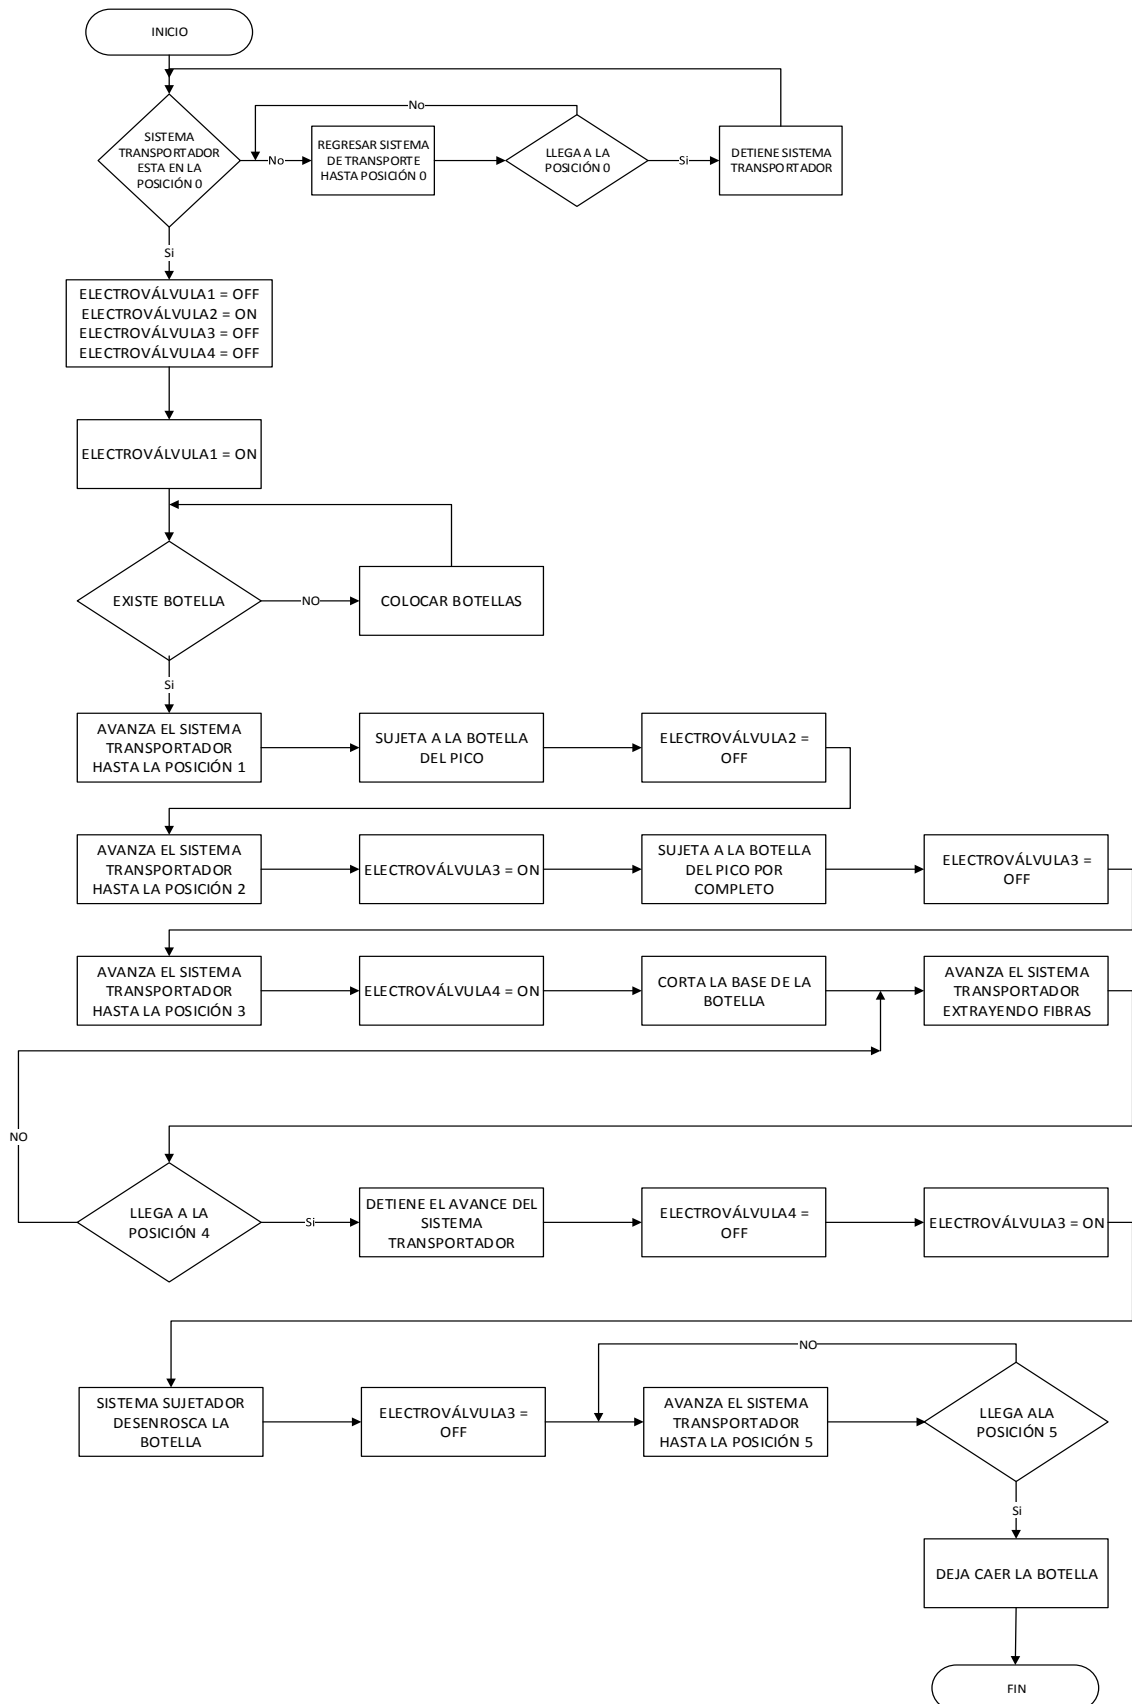 INICIO
No
SISTEMA
TRANSPORTADOR
ESTA EN LA
POSICIÓN 0
No
REGRESAR SISTEMA
DE TRANSPORTE
HASTA POSICIÓN 0
LLEGA A LA
POSICIÓN 0
Si
DETIENE SISTEMA
TRANSPORTADOR
Si
ELECTROVÁLVULA1 = OFF
ELECTROVÁLVULA2 = ON
ELECTROVÁLVULA3 = OFF
ELECTROVÁLVULA4 = OFF
ELECTROVÁLVULA1 = ON
EXISTE BOTELLA
NO
COLOCAR BOTELLAS
Si
AVANZA EL SISTEMA
TRANSPORTADOR
HASTA LA POSICIÓN 1
SUJETA A LA BOTELLA
DEL PICO
ELECTROVÁLVULA2 =
OFF
AVANZA EL SISTEMA
TRANSPORTADOR
HASTA LA POSICIÓN 2
ELECTROVÁLVULA3 = ON
SUJETA A LA BOTELLA
DEL PICO POR
COMPLETO
ELECTROVÁLVULA3 =
OFF
AVANZA EL SISTEMA
TRANSPORTADOR
HASTA LA POSICIÓN 3
ELECTROVÁLVULA4 = ON
CORTA LA BASE DE LA
BOTELLA
AVANZA EL SISTEMA
TRANSPORTADOR
EXTRAYENDO FIBRAS
NO
LLEGA A LA
POSICIÓN 4
Si
DETIENE EL AVANCE DEL
SISTEMA
TRANSPORTADOR
ELECTROVÁLVULA4 =
OFF
ELECTROVÁLVULA3 = ON
NO
SISTEMA SUJETADOR
DESENROSCA LA
BOTELLA
ELECTROVÁLVULA3 =
OFF
AVANZA EL SISTEMA
TRANSPORTADOR
HASTA LA POSICIÓN 5
LLEGA ALA
POSICIÓN 5
Si
DEJA CAER LA BOTELLA
FIN